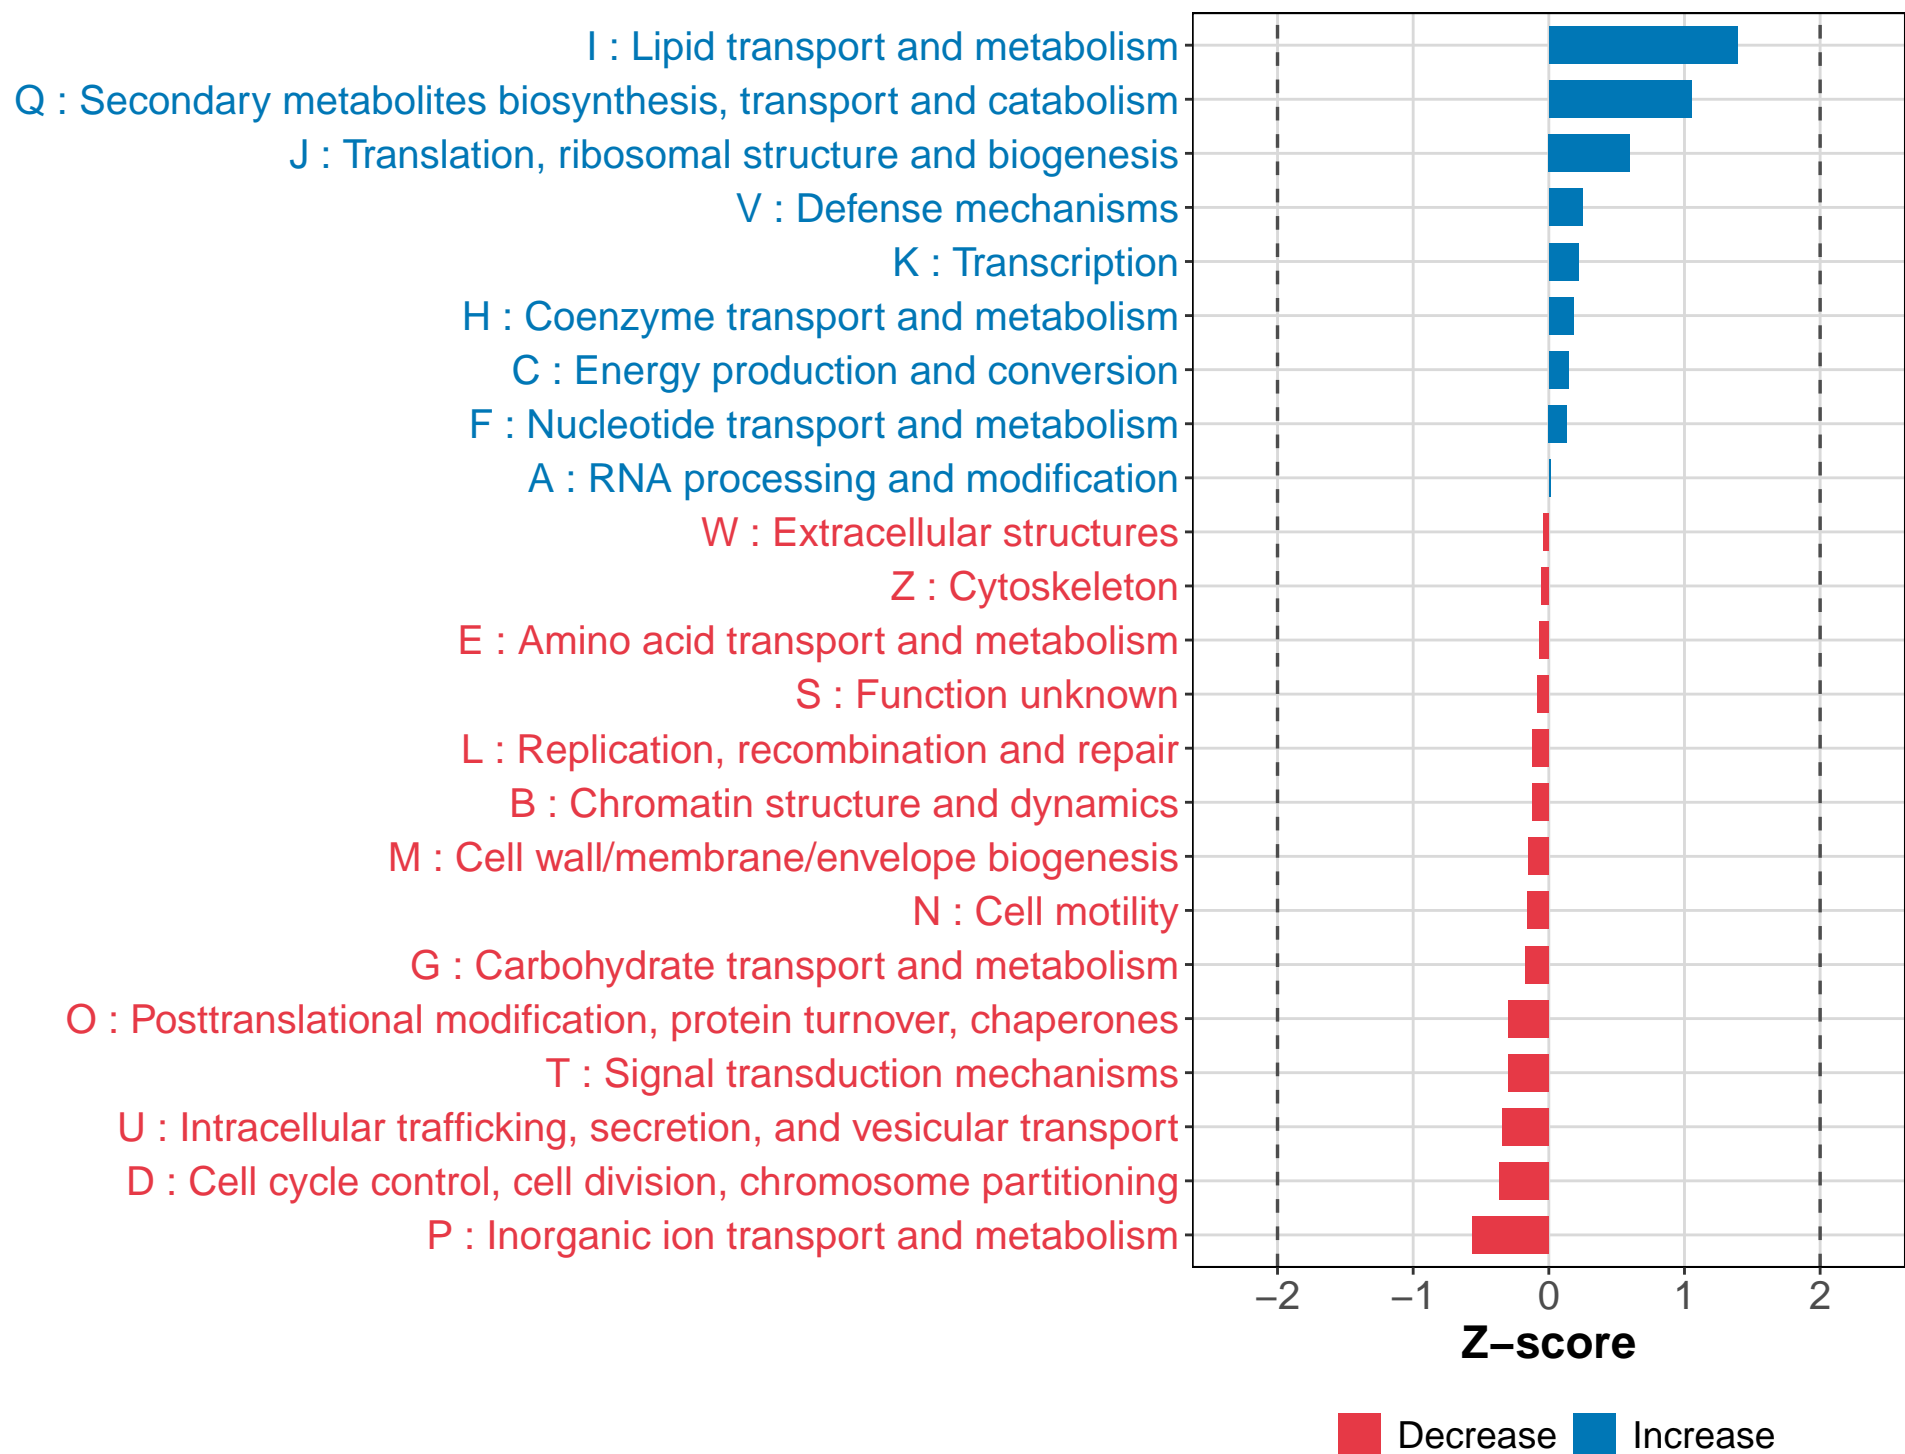 I : Lipid transport and metabolism
Q : Secondary metabolites biosynthesis, transport and catabolism
J : Translation, ribosomal structure and biogenesis
V : Defense mechanisms
K : Transcription
H : Coenzyme transport and metabolism
C : Energy production and conversion
F : Nucleotide transport and metabolism
A : RNA processing and modification
W : Extracellular structures
Z : Cytoskeleton
E : Amino acid transport and metabolism
S : Function unknown
L : Replication, recombination and repair
B : Chromatin structure and dynamics
M : Cell wall/membrane/envelope biogenesis
N : Cell motility
G : Carbohydrate transport and metabolism
O : Posttranslational modification, protein turnover, chaperones
T : Signal transduction mechanisms
U : Intracellular trafficking, secretion, and vesicular transport
D : Cell cycle control, cell division, chromosome partitioning
P : Inorganic ion transport and metabolism
−2 −1 0 1 2
Z−score
Decrease Increase